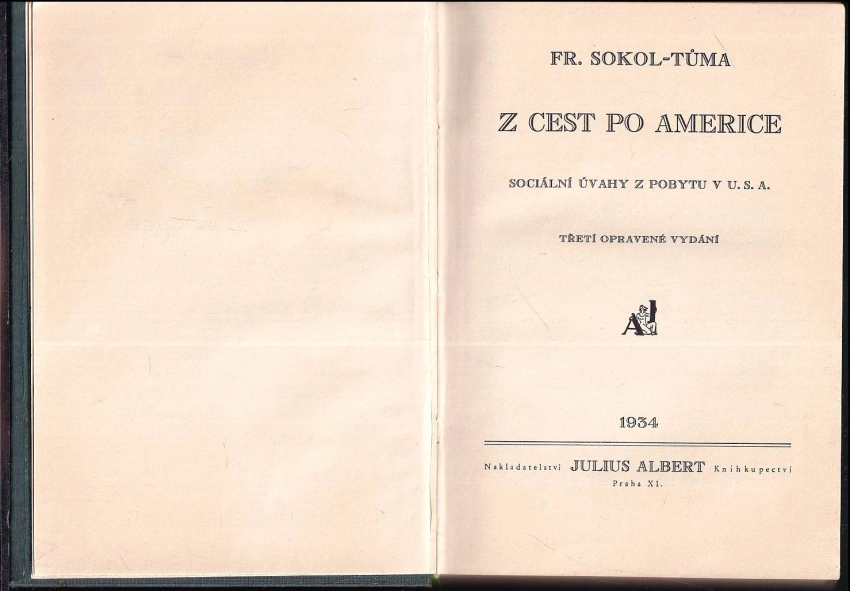 FR. SOKOL-TŮMA
Z CEST PO AMERICE
SOCIÁLNÍ ÚVAHY Z POBYTU V U. S. A.
TŘETÍ OPRAVENÉ VYDÁNÍ
AJ
1934
Nakladatelství JULIUS ALBERT Knihkupectví
Praha XI.